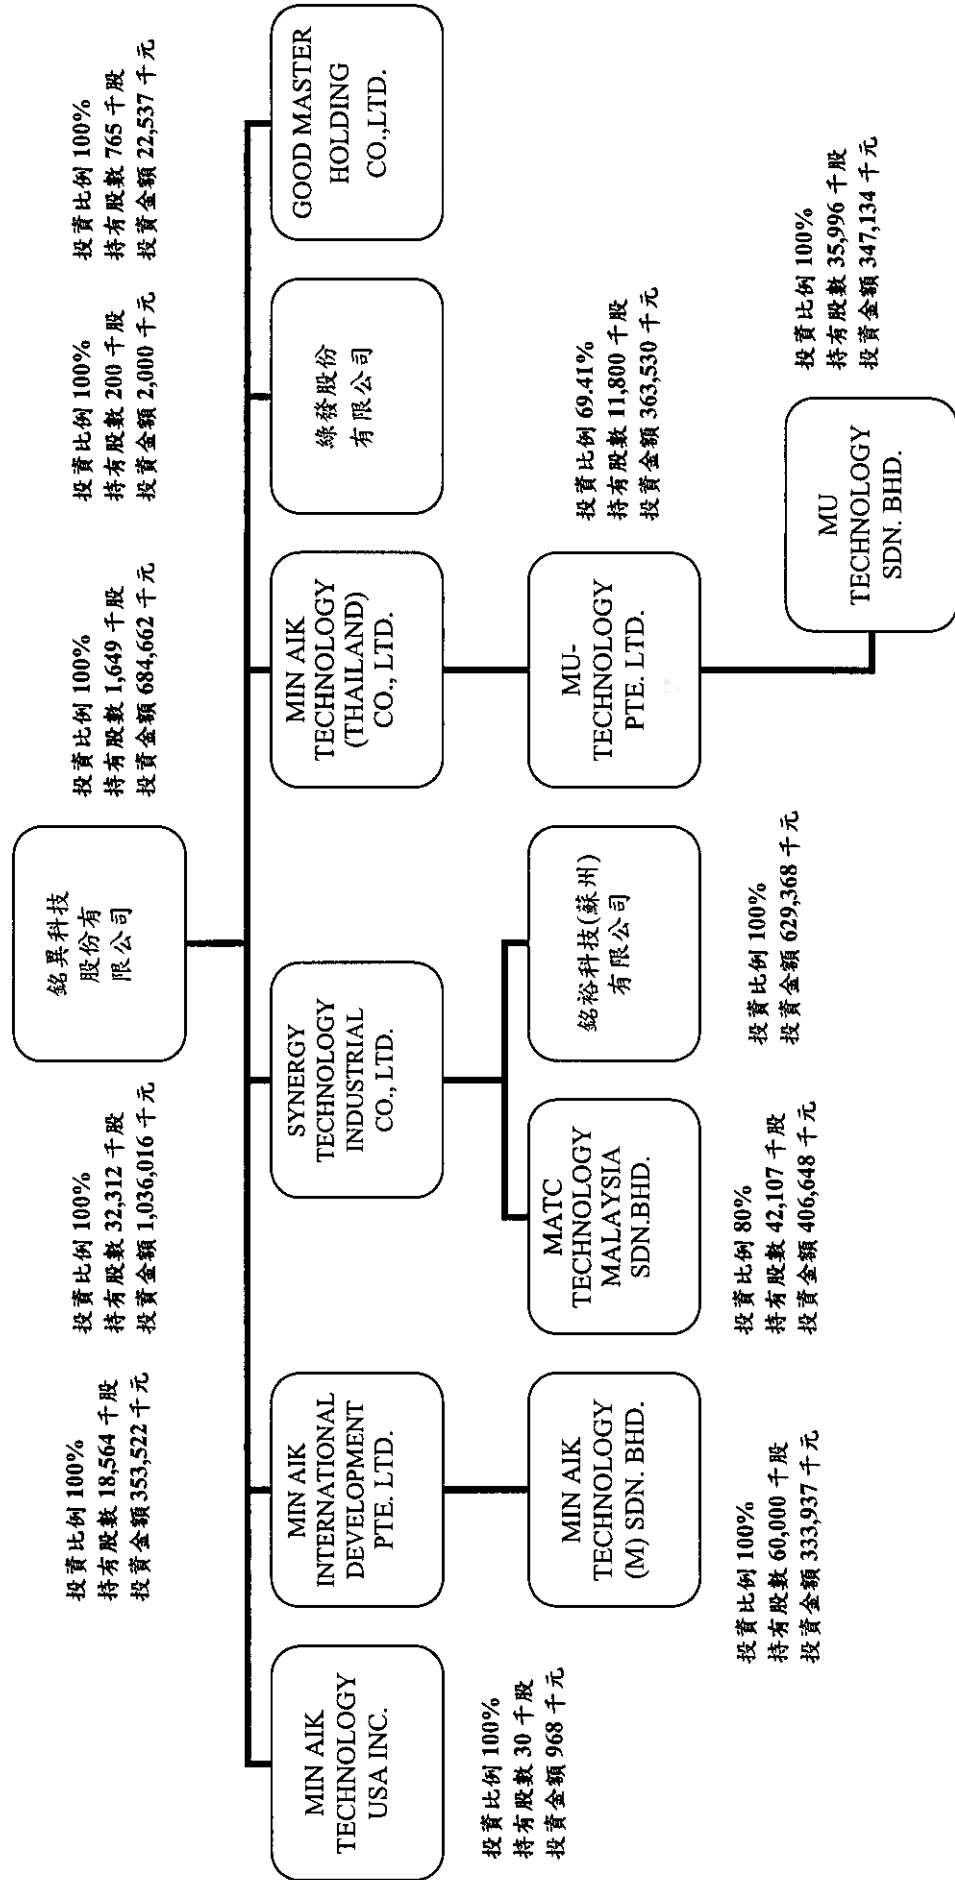 銘異科技
股份有
限公司
投資比例 100%
持有股數 18,564 千股
投資金額 353,522 千元
投資比例 100%
持有股數 32,312 千股
投資金額 1,036,016 千元
投資比例 100%
持有股數 1,649 千股
投資金額 684,662 千元
投資比例 100%
持有股數 200 千股
投資金額 2,000 千元
投資比例 100%
持有股數 765 千股
投資金額 22,537 千元
MIN AIK
TECHNOLOGY
USA INC.
MIN AIK
INTERNATIONAL
DEVELOPMENT
PTE. LTD.
SYNERGY
TECHNOLOGY
INDUSTRIAL
CO., LTD.
MIN AIK
TECHNOLOGY
(THAILAND)
CO., LTD.
綠發股份
有限公司
GOOD MASTER
HOLDING
CO.,LTD.
投資比例 100%
持有股數 30 千股
投資金額 968 千元
MIN AIK
TECHNOLOGY
(M) SDN. BHD.
MATC
TECHNOLOGY
MALAYSIA
SDN.BHD.
銘裕科技(蘇州)
有限公司
MU-
TECHNOLOGY
PTE. LTD.
投資比例 69.41%
持有股數 11,800 千股
投資金額 363,530 千元
投資比例 100%
持有股數 60,000 千股
投資金額 333,937 千元
投資比例 80%
持有股數 42,107 千股
投資金額 406,648 千元
投資比例 100%
投資金額 629,368 千元
投資比例 100%
持有股數 35,996 千股
投資金額 347,134 千元
MU
TECHNOLOGY
SDN. BHD.